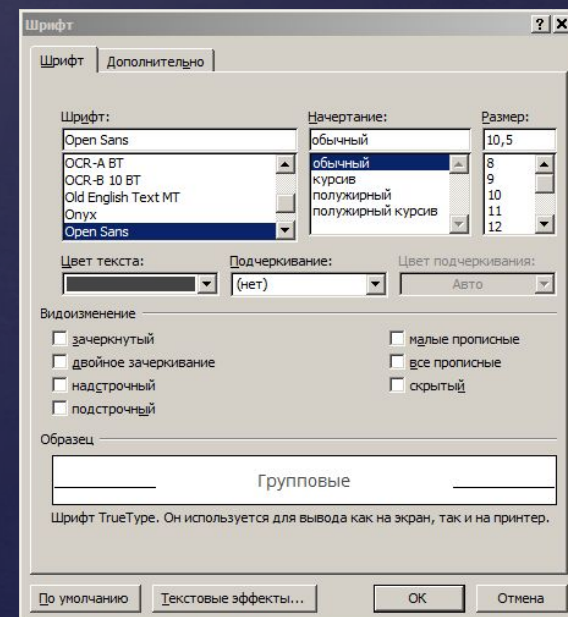 Шрифт
Шрифт Дополнительно
Шрифт: Начертание: Размер:
Open Sans обычный 10,5
OCR-A BT обычный 8
OCR-B 10 BT курсив 9
Old English Text MT полужирный 10
Onyx полужирный курсив 11
Open Sans 12
Цвет текста: Подчеркивание: Цвет подчеркивания:
(нет) Авто
Видоизменение
зачеркнутый малые прописные
двойное зачеркивание все прописные
надстрочный скрытый
подстрочный
Образец
Групповые
Шрифт TrueType. Он используется для вывода как на экран, так и на принтер.
По умолчанию Текстовые эффекты... ОК Отмена